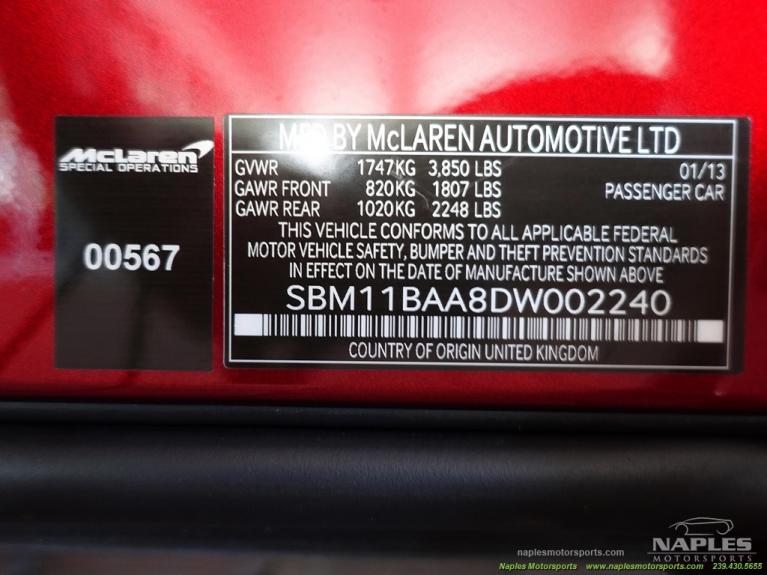 McLaren
SPECIAL OPERATIONS
00567
MFD BY McLAREN AUTOMOTIVE LTD
GVWR 1747KG 3,850 LBS 01/13
GAWR FRONT 820KG 1807 LBS PASSENGER CAR
GAWR REAR 1020KG 2248 LBS
THIS VEHICLE CONFORMS TO ALL APPLICABLE FEDERAL
MOTOR VEHICLE SAFETY, BUMPER AND THEFT PREVENTION STANDARDS
IN EFFECT ON THE DATE OF MANUFACTURE SHOWN ABOVE
SBM11BAA8DW002240
COUNTRY OF ORIGIN UNITED KINGDOM
NAPLES
MOTORSPORTS
naplesmotorsports.com
Naples Motorsports www.naplesmotorsports.com 239.430.5655